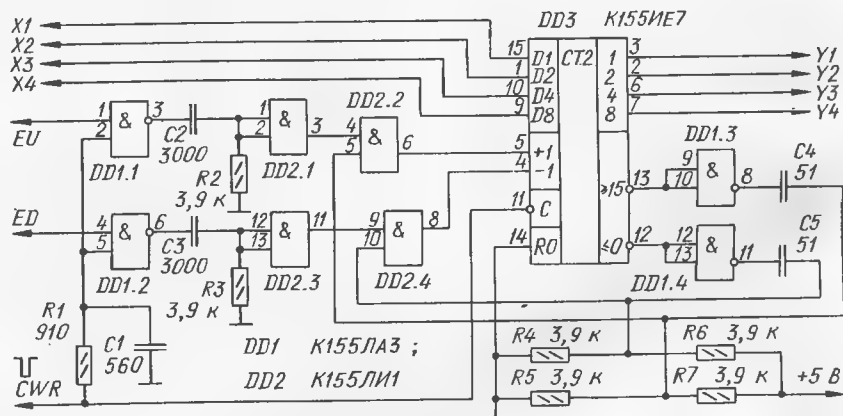 DD3 К155ИЕ7
X1
X2
X3
X4
15 D1 CT2 1 3 Y1
1 D2 2 2 Y2
10 D4 4 6 Y3
9 D8 8 7 Y4
EU 1 & 3
2
DD1.1
C2
3000
R2
3,9 к
1 & 3
2
DD2.1
DD2.2
4 & 6
5
5 +1
4 -1
11 C
14 R0
≥15 13
≤0 12
DD1.3
9 & 8
10
C4
51
12 & 11
13
DD1.4
C5
51
ED 4 & 6
5
DD1.2
C3
3000
R3
3,9 к
12 & 11
13
DD2.3
9 & 8
10
DD2.4
R1
910
C1
560
CWR
DD1 К155ЛА3 ;
DD2 К155ЛИ1
R4 3,9 к
R6 3,9 к
R5 3,9 к
R7 3,9 к
+5 В